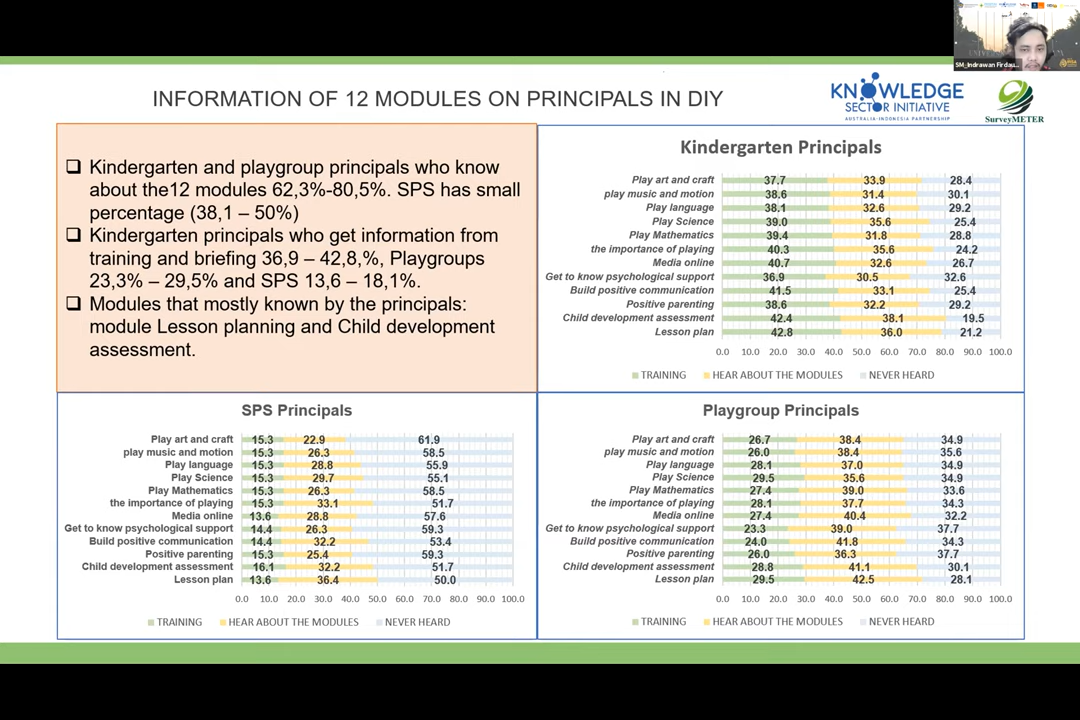 SM_Indrawan Firdau...
INFORMATION OF 12 MODULES ON PRINCIPALS IN DIY
KNOWLEDGE
SECTOR INITIATIVE
AUSTRALIA-INDONESIA PARTNERSHIP
SurveyMETER
❑ Kindergarten and playgroup principals who know
about the12 modules 62,3%-80,5%. SPS has small
percentage (38,1 – 50%)
❑ Kindergarten principals who get information from
training and briefing 36,9 – 42,8,%, Playgroups
23,3% – 29,5% and SPS 13,6 – 18,1%.
❑ Modules that mostly known by the principals:
module Lesson planning and Child development
assessment.
Kindergarten Principals
Play art and craft 37.7 33.9 28.4
play music and motion 38.6 31.4 30.1
Play language 38.1 32.6 29.2
Play Science 39.0 35.6 25.4
Play Mathematics 39.4 31.8 28.8
the importance of playing 40.3 35.6 24.2
Media online 40.7 32.6 26.7
Get to know psychological support 36.9 30.5 32.6
Build positive communication 41.5 33.1 25.4
Positive parenting 38.6 32.2 29.2
Child development assessment 42.4 38.1 19.5
Lesson plan 42.8 36.0 21.2
0.0 10.0 20.0 30.0 40.0 50.0 60.0 70.0 80.0 90.0 100.0
TRAINING HEAR ABOUT THE MODULES NEVER HEARD
SPS Principals
Play art and craft 15.3 22.9 61.9
play music and motion 15.3 26.3 58.5
Play language 15.3 28.8 55.9
Play Science 15.3 29.7 55.1
Play Mathematics 15.3 26.3 58.5
the importance of playing 15.3 33.1 51.7
Media online 13.6 28.8 57.6
Get to know psychological support 14.4 26.3 59.3
Build positive communication 14.4 32.2 53.4
Positive parenting 15.3 25.4 59.3
Child development assessment 16.1 32.2 51.7
Lesson plan 13.6 36.4 50.0
0.0 10.0 20.0 30.0 40.0 50.0 60.0 70.0 80.0 90.0 100.0
TRAINING HEAR ABOUT THE MODULES NEVER HEARD
Playgroup Principals
Play art and craft 26.7 38.4 34.9
play music and motion 26.0 38.4 35.6
Play language 28.1 37.0 34.9
Play Science 29.5 35.6 34.9
Play Mathematics 27.4 39.0 33.6
the importance of playing 28.1 37.7 34.3
Media online 27.4 40.4 32.2
Get to know psychological support 23.3 39.0 37.7
Build positive communication 24.0 41.8 34.3
Positive parenting 26.0 36.3 37.7
Child development assessment 28.8 41.1 30.1
Lesson plan 29.5 42.5 28.1
0.0 10.0 20.0 30.0 40.0 50.0 60.0 70.0 80.0 90.0 100.0
TRAINING HEAR ABOUT THE MODULES NEVER HEARD